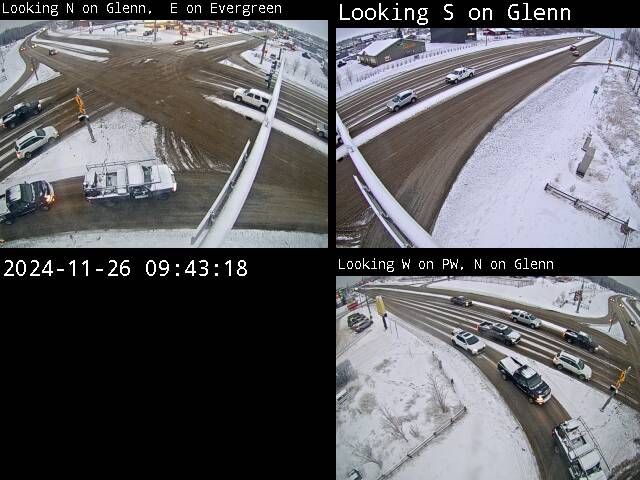 Looking N on Glenn,  E on Evergreen
Looking S on Glenn
2024-11-26 09:43:18
Looking W on PW, N on Glenn